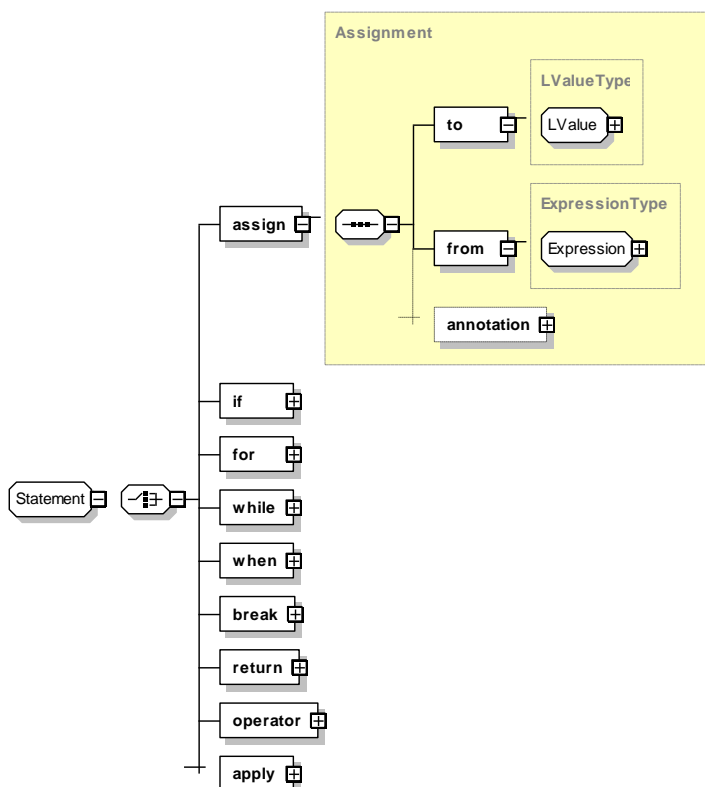 Assignment
LValueType
to
LValue
assign
ExpressionType
from
Expression
annotation
if
for
Statement
while
when
break
return
operator
apply